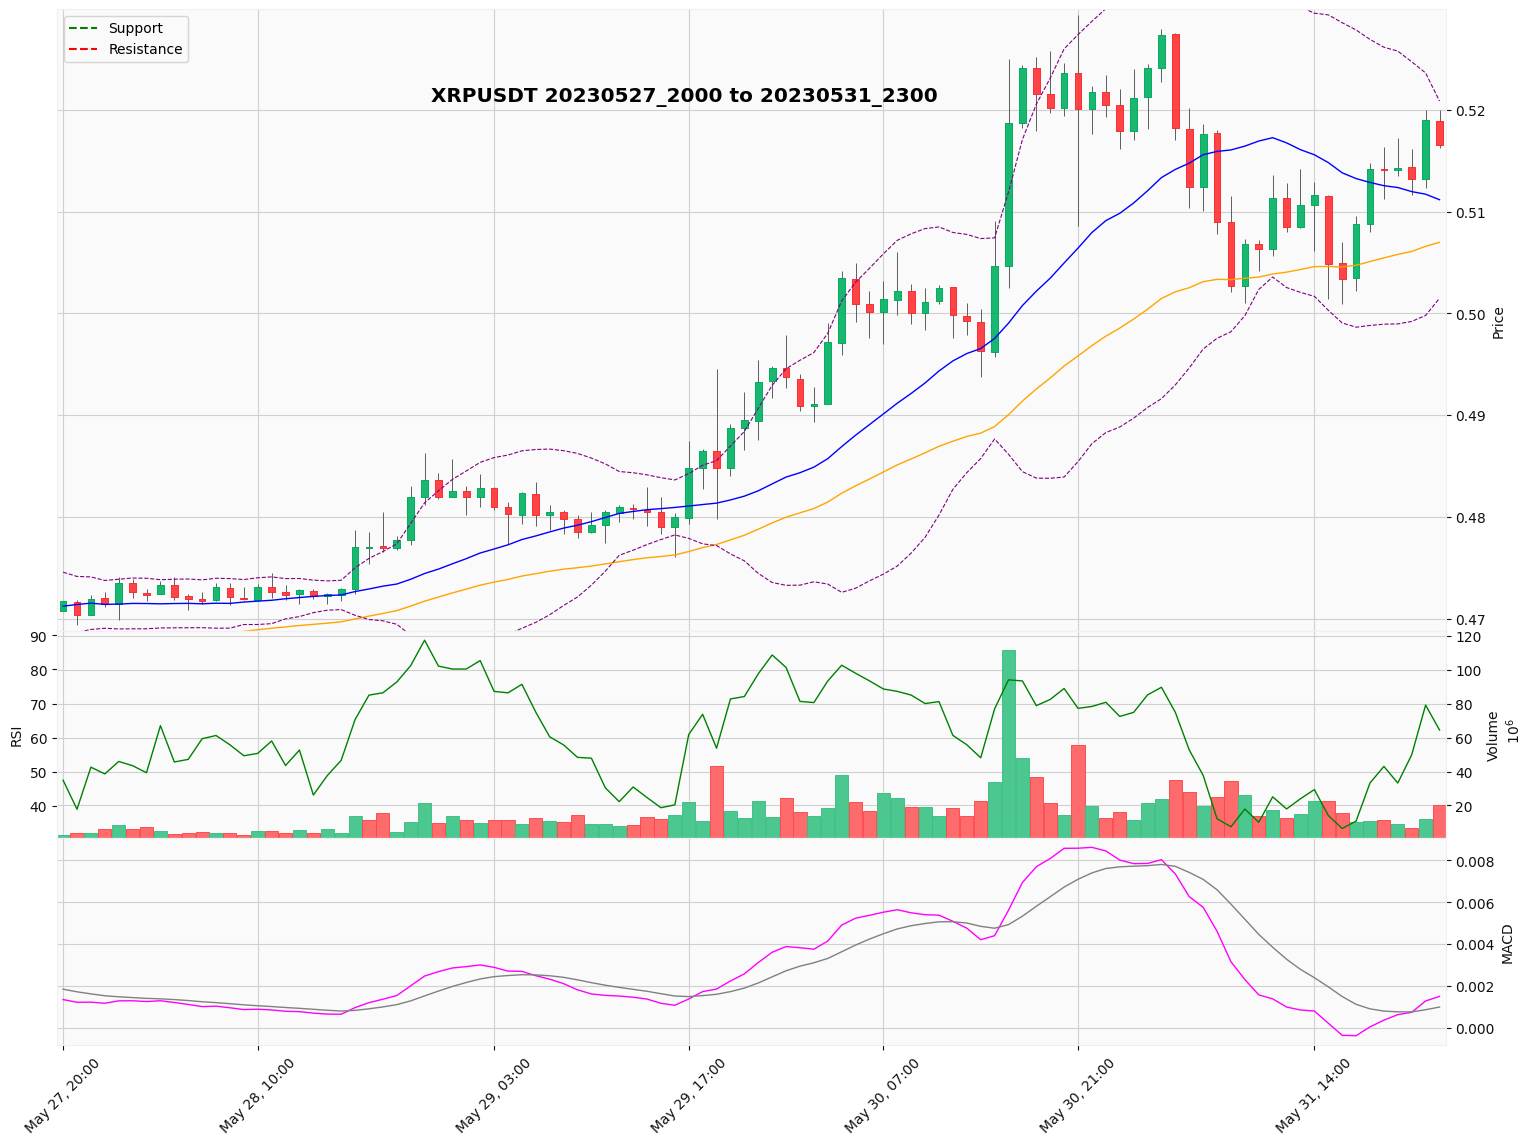 Support
Resistance
XRPUSDT 20230527_2000 to 20230531_2300
0.52
0.51
0.50
0.49
0.48
0.47
Price
90
80
70
60
50
40
RSI
120
100
80
60
40
20
Volume
10^6
0.008
0.006
0.004
0.002
0.000
MACD
May 27, 20:00
May 28, 10:00
May 29, 03:00
May 29, 17:00
May 30, 07:00
May 30, 21:00
May 31, 14:00